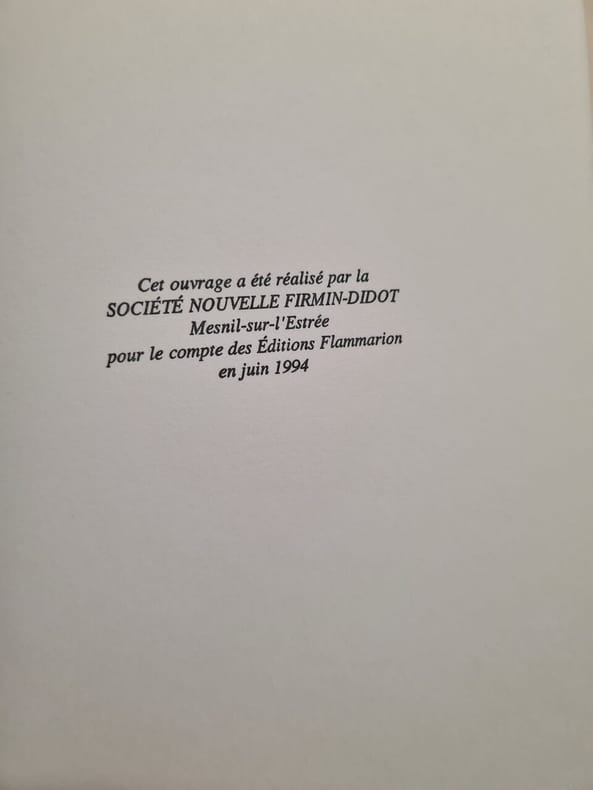 Cet ouvrage a été réalisé par la
SOCIÉTÉ NOUVELLE FIRMIN-DIDOT
Mesnil-sur-l'Estrée
pour le compte des Éditions Flammarion
en juin 1994